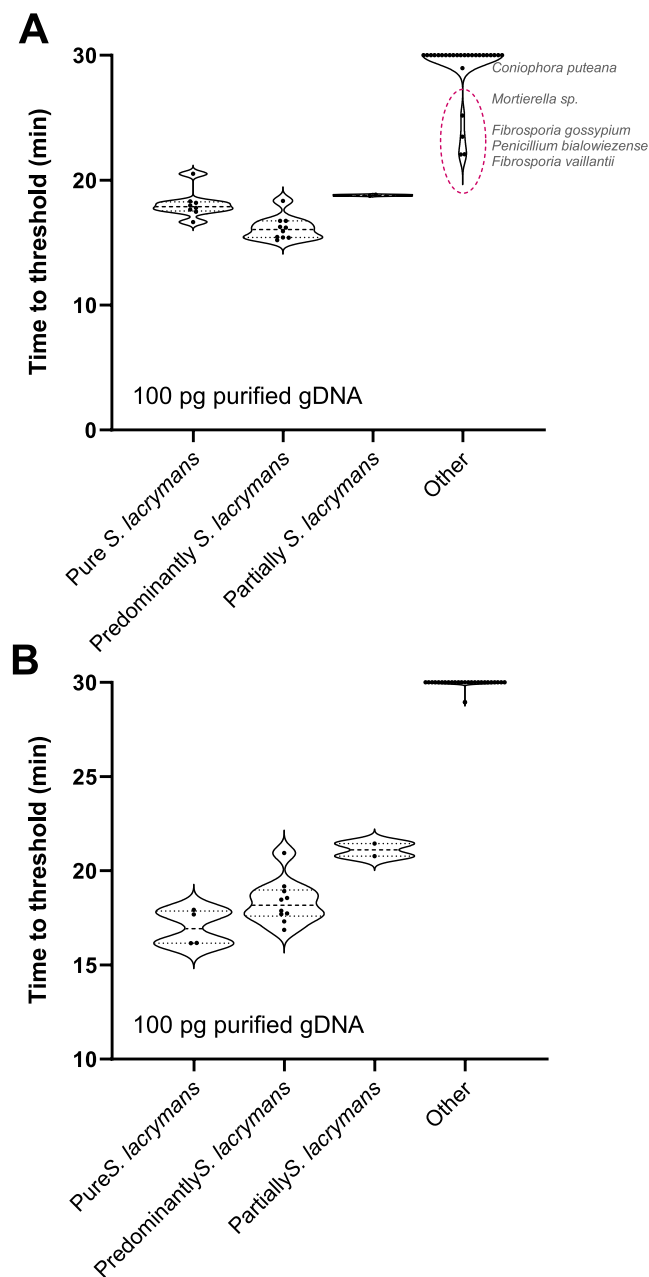 A
Time to threshold (min)
30
20
10
0
Coniophora puteana
Mortierella sp.
Fibrosporia gossypium
Penicillium bialowiezense
Fibrosporia vaillantii
100 pg purified gDNA
Pure S. lacrymans
Predominantly S. lacrymans
Partially S. lacrymans
Other
B
Time to threshold (min)
30
25
20
15
10
100 pg purified gDNA
PureS. lacrymans
PredominantlyS. lacrymans
PartiallyS. lacrymans
Other